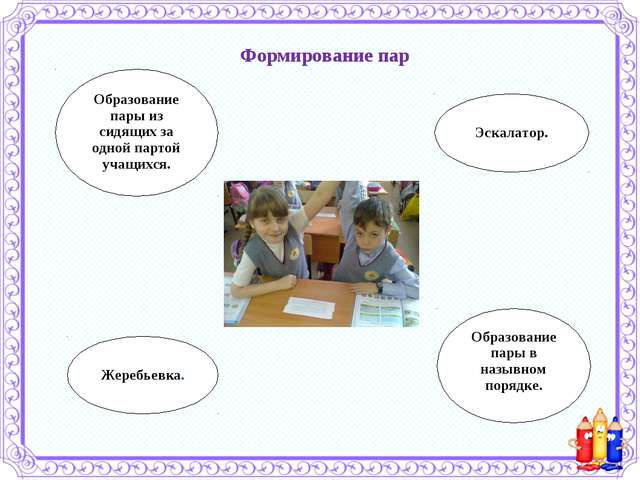 Формирование пар
Образование
пары из
сидящих за
одной партой
учащихся.
Эскалатор.
Жеребьевка.
Образование
пары в
назывном
порядке.